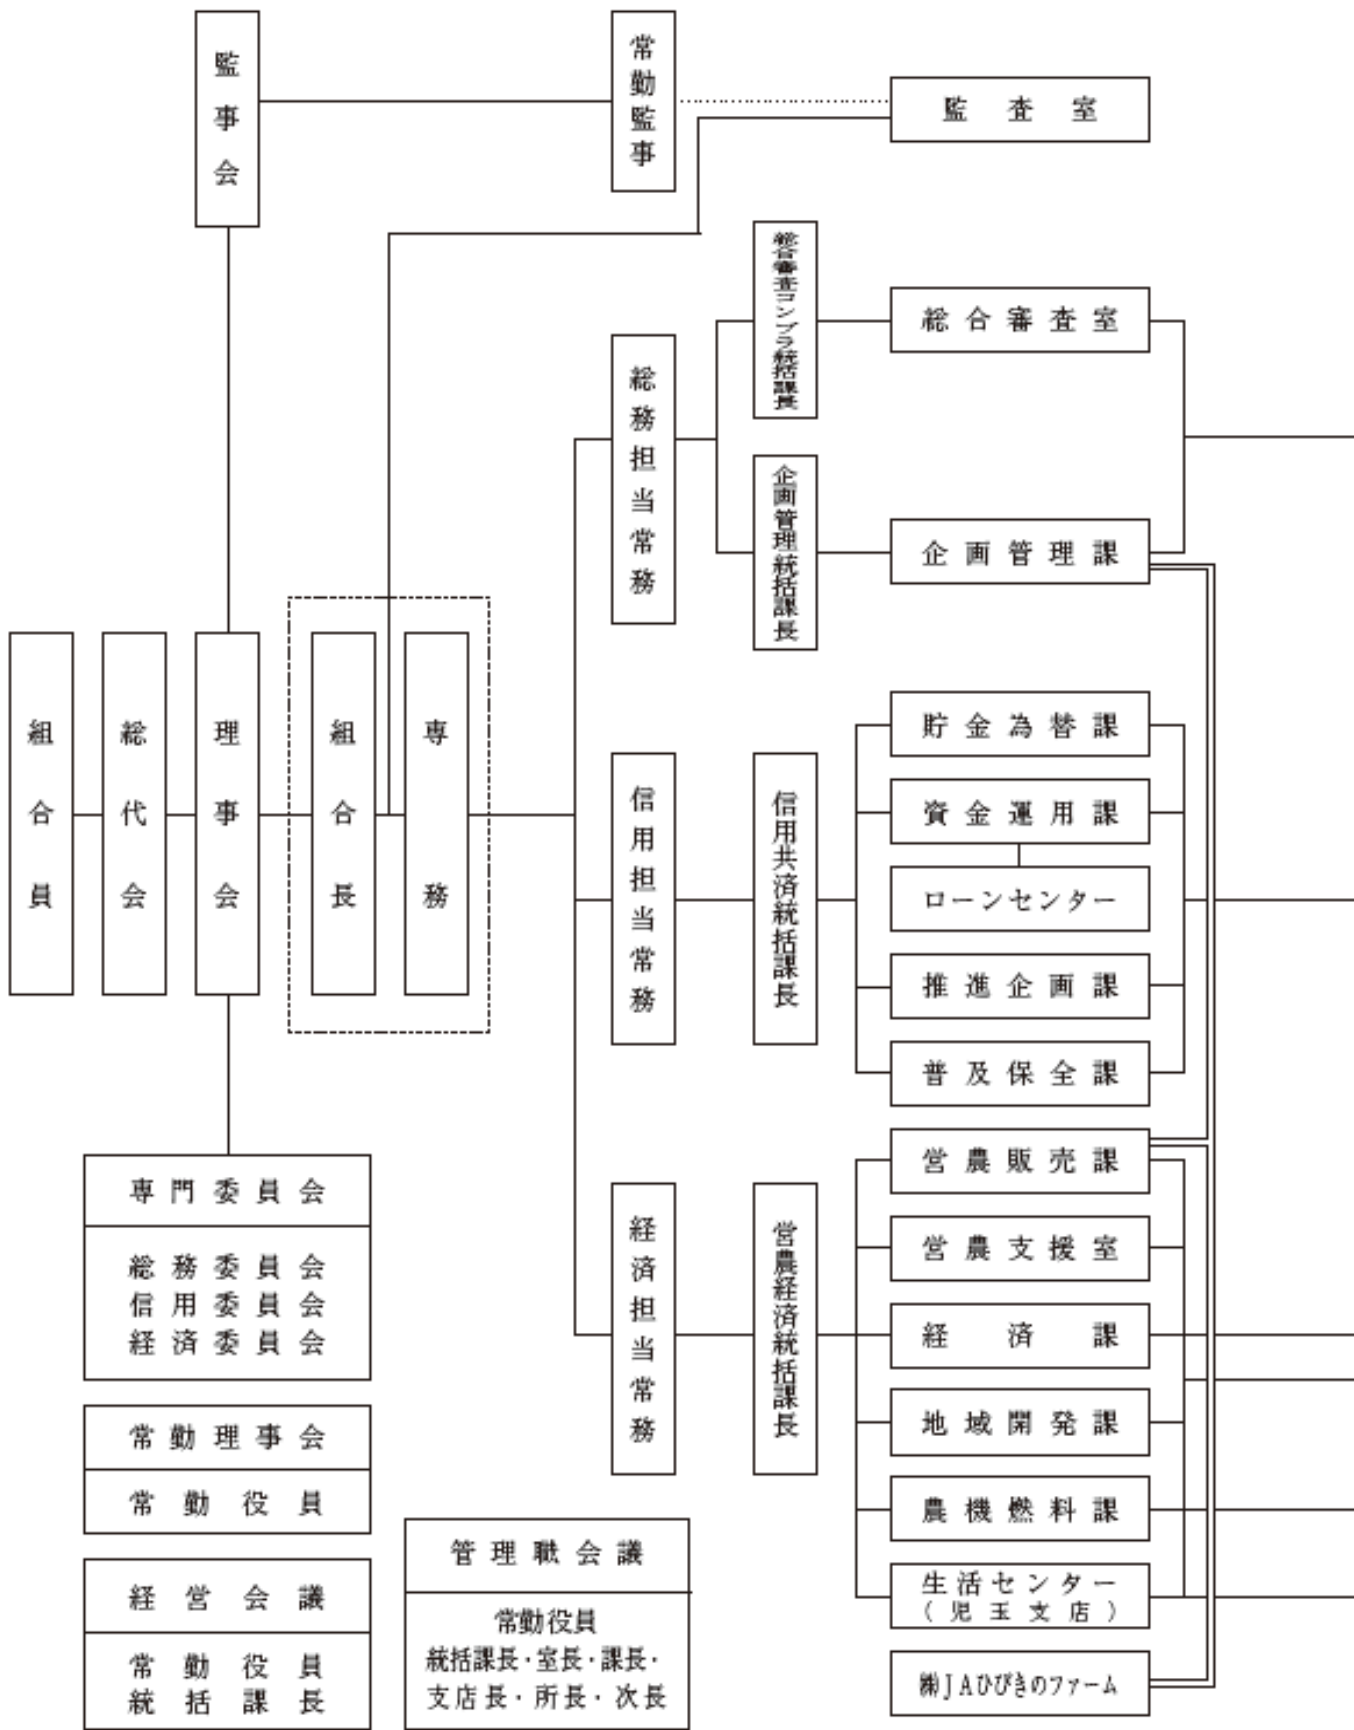 監事会
常勤監事
監査室
総合審査コンプラ統括課長
総合審査室
総務担当常務
企画管理統括課長
企画管理課
組合員
総代会
理事会
組合長
専務
信用担当常務
信用共済統括課長
貯金為替課
資金運用課
ローンセンター
推進企画課
普及保全課
経済担当常務
営農経済統括課長
営農販売課
営農支援室
経済課
地域開発課
農機燃料課
生活センター
(児玉支店)
㈱JAひびきのファーム
専門委員会
総務委員会
信用委員会
経済委員会
常勤理事会
常勤役員
経営会議
常勤役員
統括課長
管理職会議
常勤役員
統括課長・室長・課長・
支店長・所長・次長